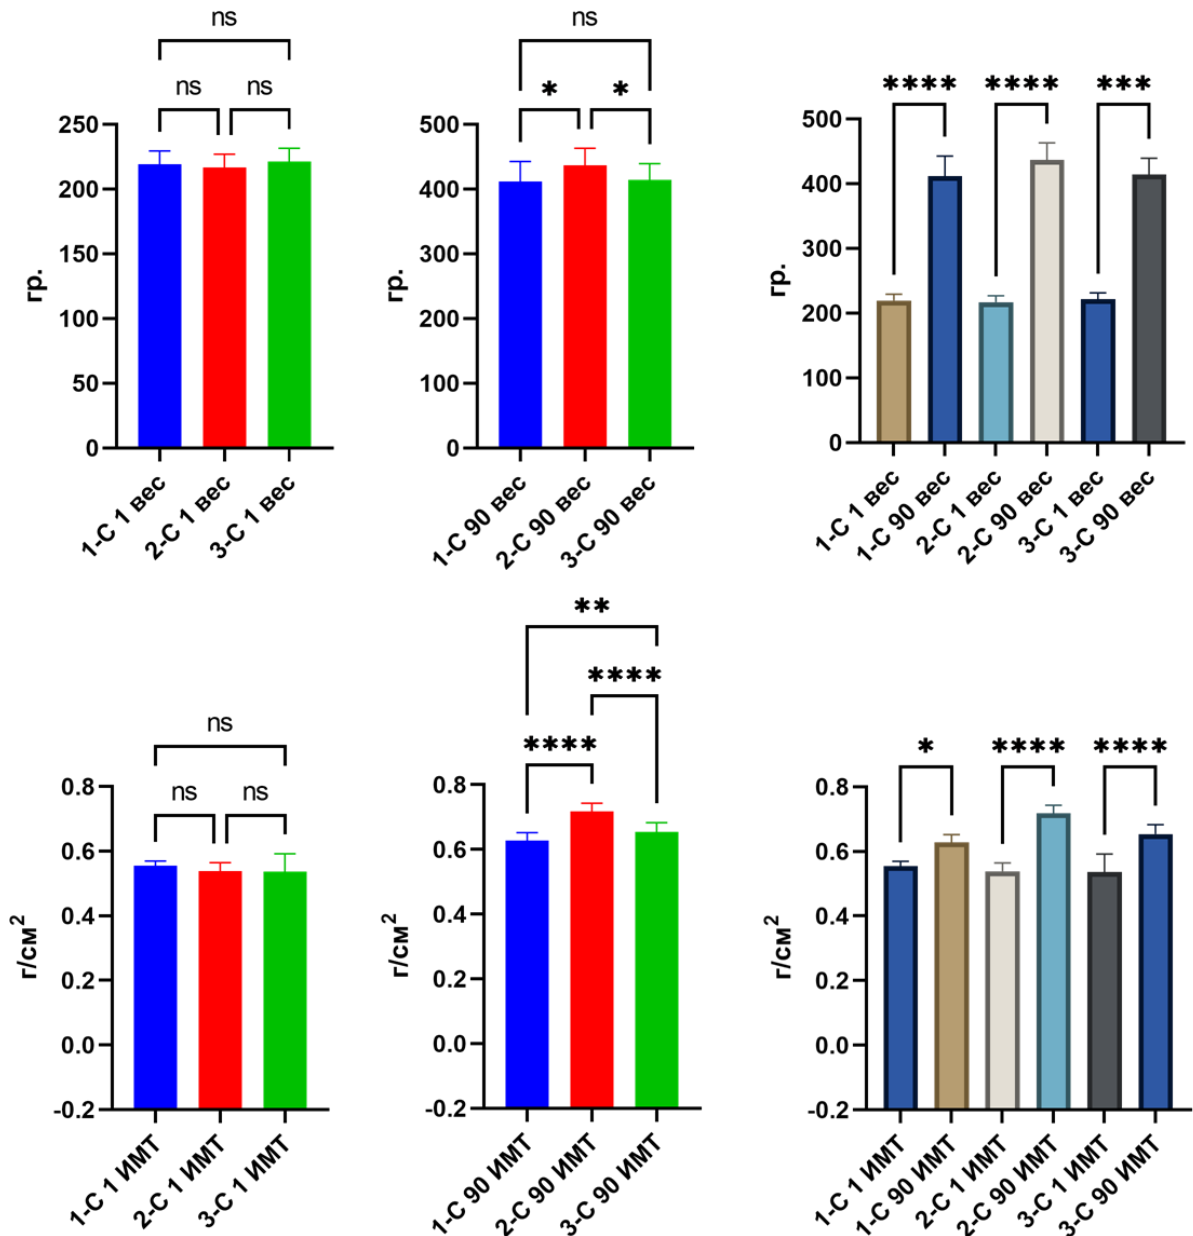 ns
ns
ns
250
200
150
100
50
0
гр.
1-С 1 вес
2-С 1 вес
3-С 1 вес
ns
*
*
500
400
300
200
100
0
гр.
1-С 90 вес
2-С 90 вес
3-С 90 вес
****
****
***
500
400
300
200
100
0
гр.
1-С 1 вес
1-С 90 вес
2-С 1 вес
2-С 90 вес
3-С 1 вес
3-С 90 вес
ns
ns
ns
0.8
0.6
0.4
0.2
0.0
-0.2
г/см²
1-С 1 ИМТ
2-С 1 ИМТ
3-С 1 ИМТ
**
****
****
0.8
0.6
0.4
0.2
0.0
-0.2
г/см²
1-С 90 ИМТ
2-С 90 ИМТ
3-С 90 ИМТ
*
****
****
0.8
0.6
0.4
0.2
0.0
-0.2
г/см²
1-С 1 ИМТ
1-С 90 ИМТ
2-С 1 ИМТ
2-С 90 ИМТ
3-С 1 ИМТ
3-С 90 ИМТ